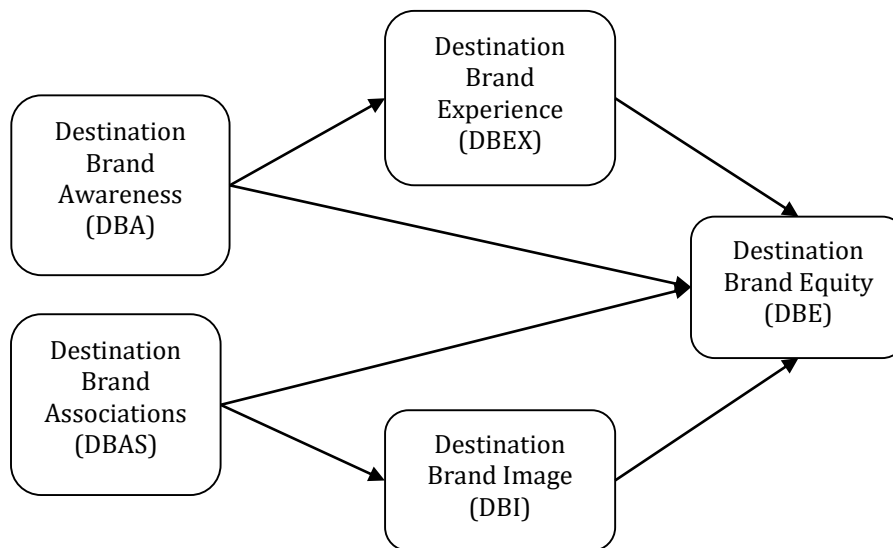 Destination
Brand
Experience
(DBEX)
Destination
Brand
Awareness
(DBA)
Destination
Brand Equity
(DBE)
Destination
Brand
Associations
(DBAS)
Destination
Brand Image
(DBI)